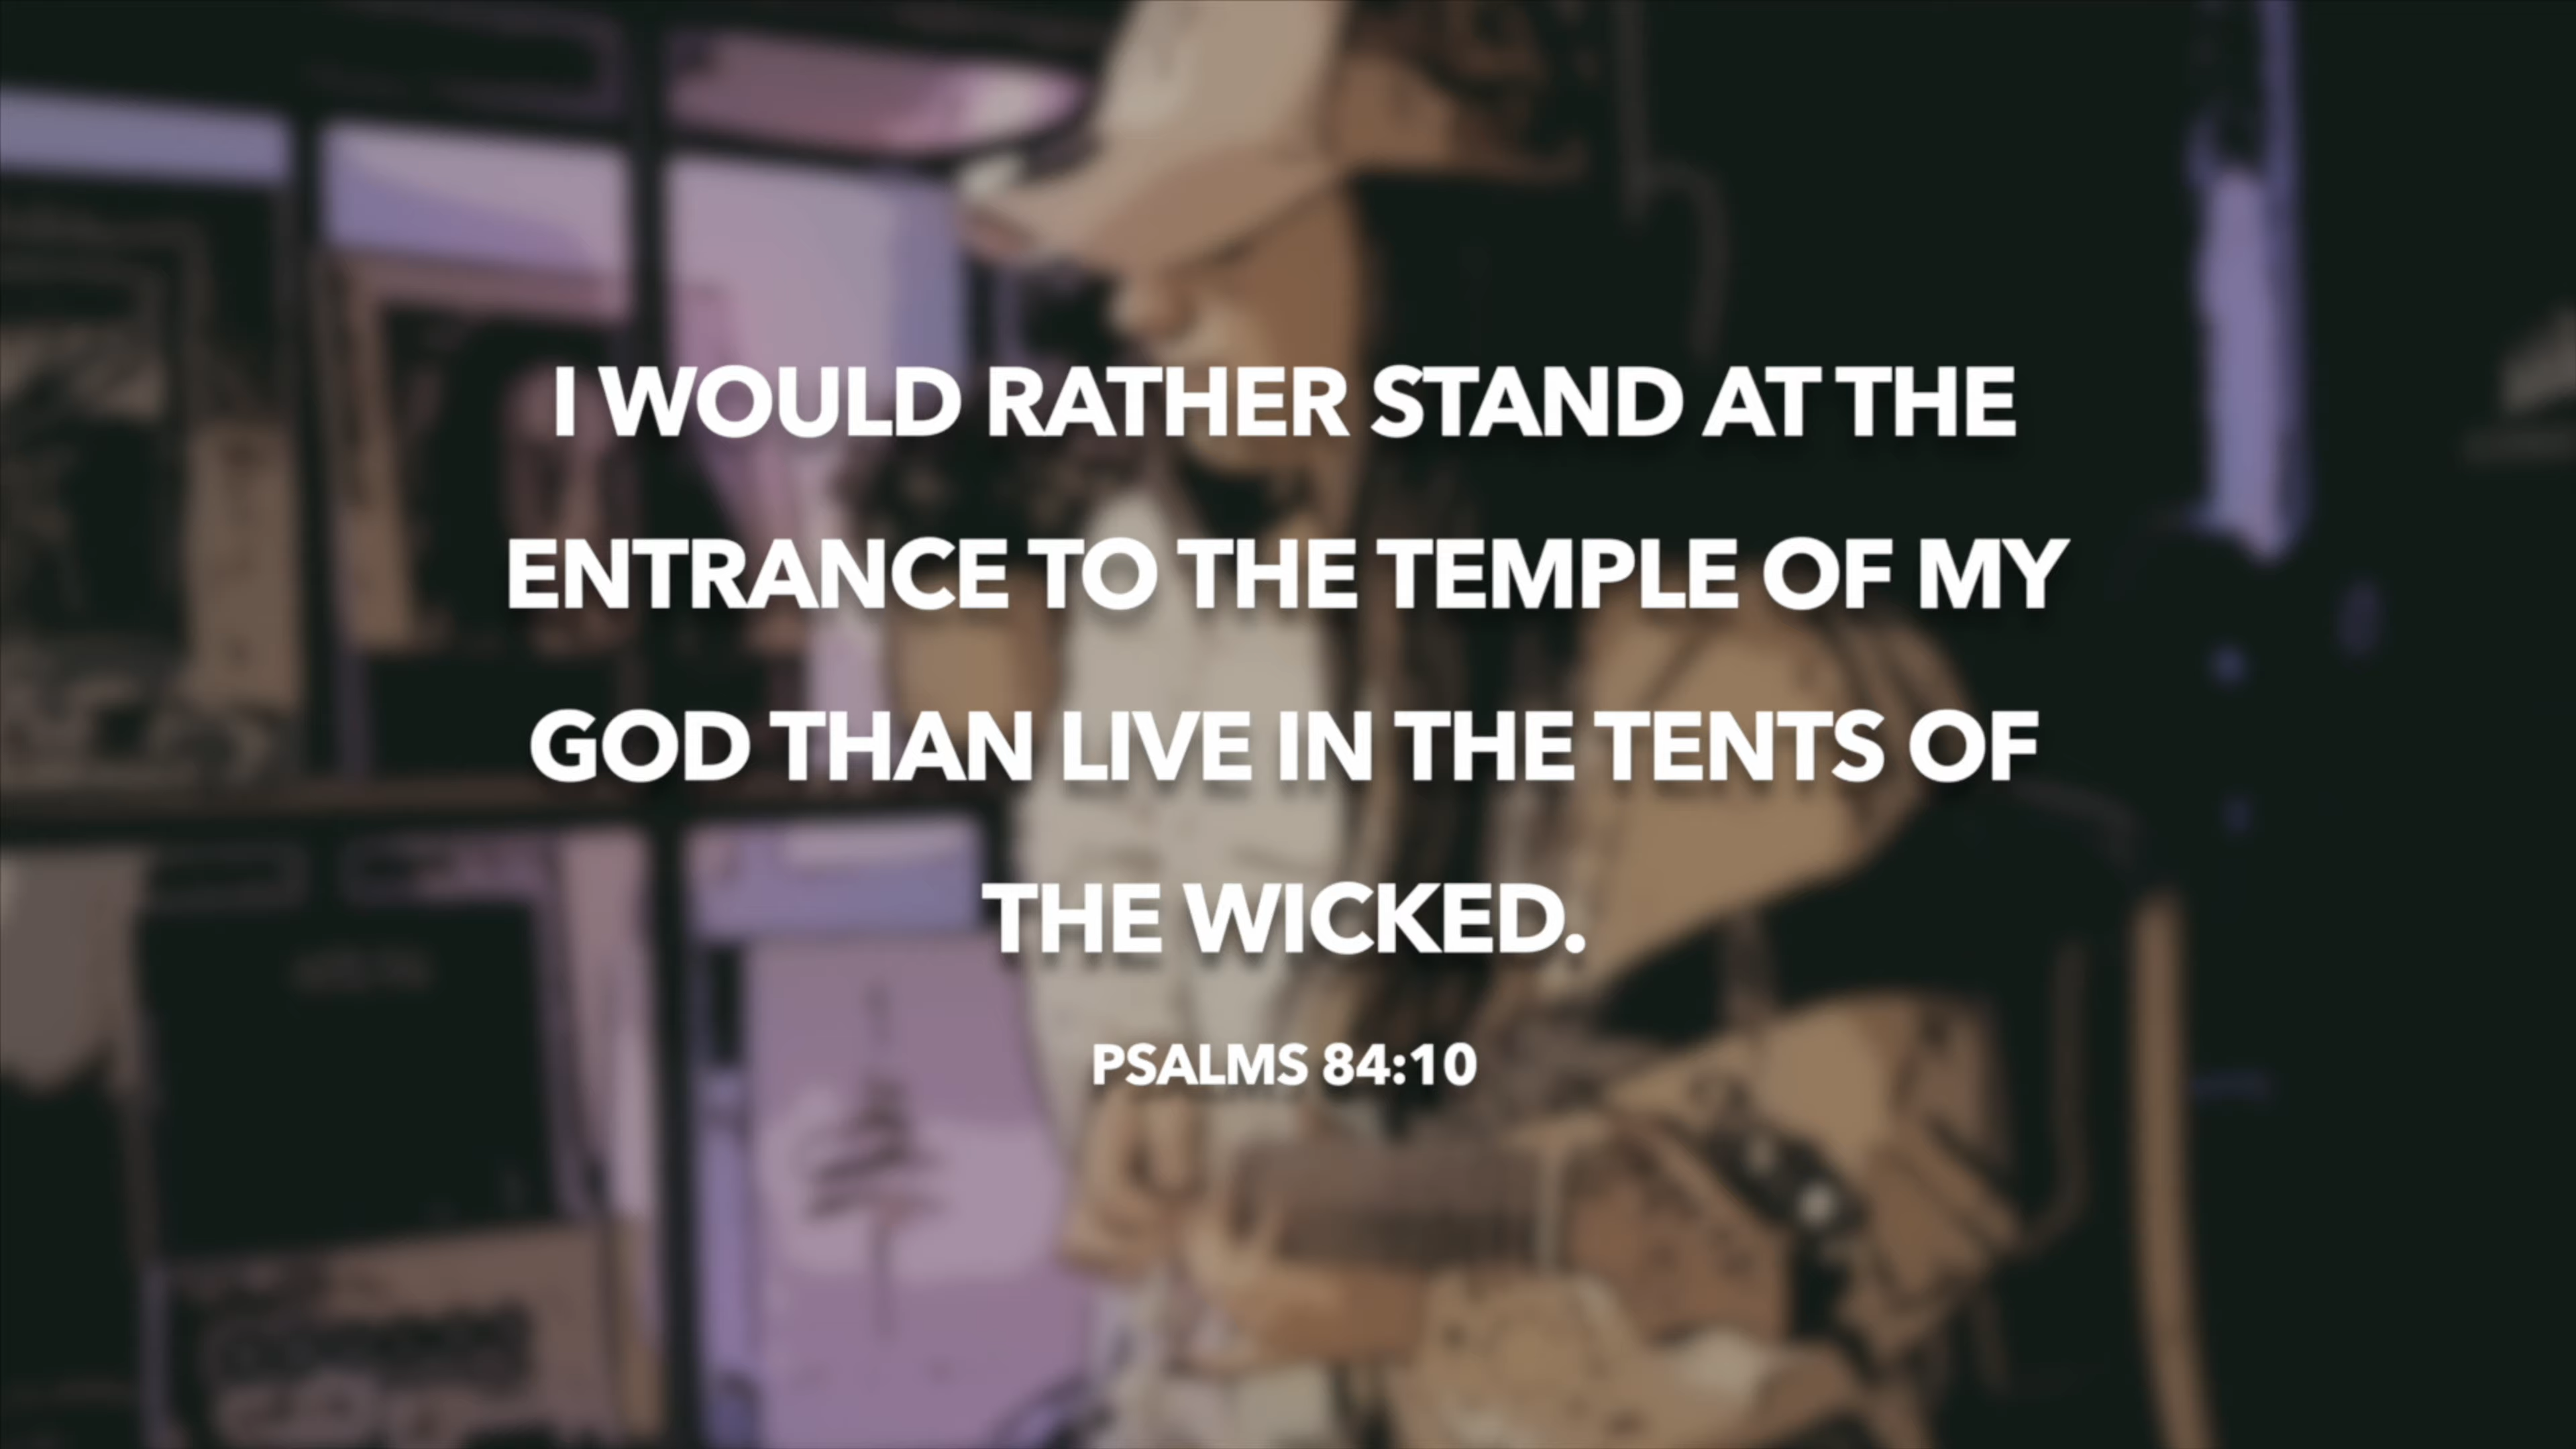 I WOULD RATHER STAND AT THE
ENTRANCE TO THE TEMPLE OF MY
GOD THAN LIVE IN THE TENTS OF
THE WICKED.
PSALMS 84:10